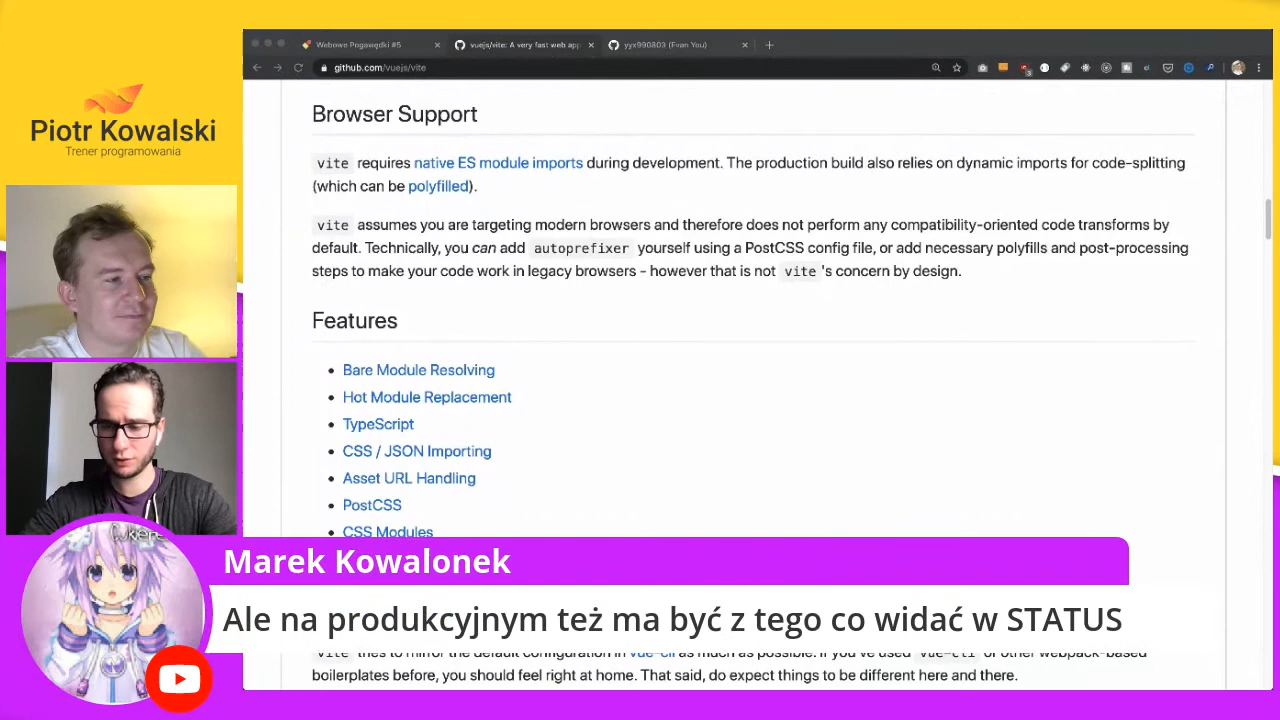 Piotr Kowalski
Trener programowania
Webowe Pogawędki #5
vuejs/vite: A very fast web app
yyx990803 (Evan You)
github.com/vuejs/vite
Browser Support
vite requires native ES module imports during development. The production build also relies on dynamic imports for code-splitting
(which can be polyfilled).
vite assumes you are targeting modern browsers and therefore does not perform any compatibility-oriented code transforms by
default. Technically, you can add autoprefixer yourself using a PostCSS config file, or add necessary polyfills and post-processing
steps to make your code work in legacy browsers - however that is not vite 's concern by design.
Features
Bare Module Resolving
Hot Module Replacement
TypeScript
CSS / JSON Importing
Asset URL Handling
PostCSS
CSS Modules
Marek Kowalonek
Ale na produkcyjnym też ma być z tego co widać w STATUS
vite tries to mirror the default configuration in vue-cli as much as possible. If you've used vue-cli or other webpack-based
boilerplates before, you should feel right at home. That said, do expect things to be different here and there.